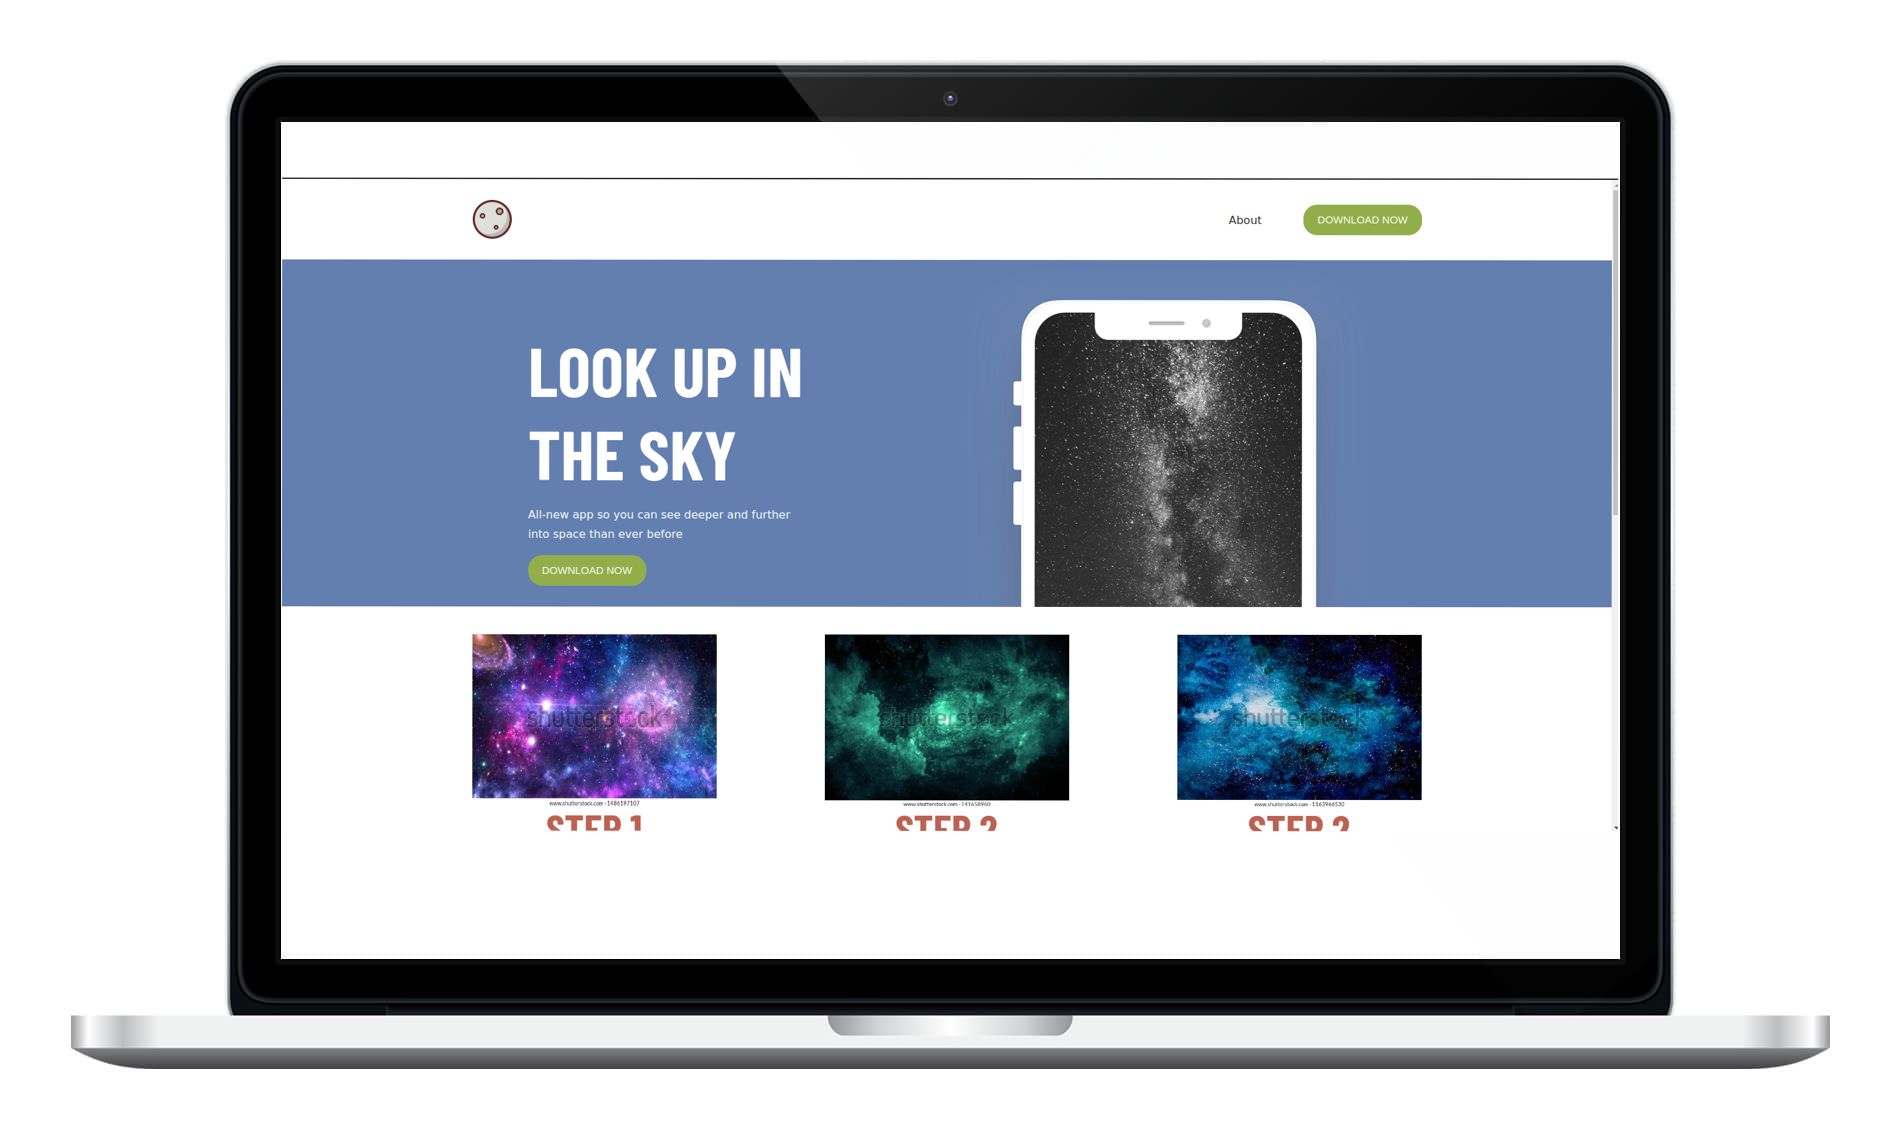 About
DOWNLOAD NOW
LOOK UP IN
THE SKY
All-new app so you can see deeper and further
into space than ever before
DOWNLOAD NOW
shutterstock
shutterstock
shutterstock
www.shutterstock.com · 1486197107
www.shutterstock.com · 141658960
www.shutterstock.com · 1163966530
STEP 1
STEP 2
STEP